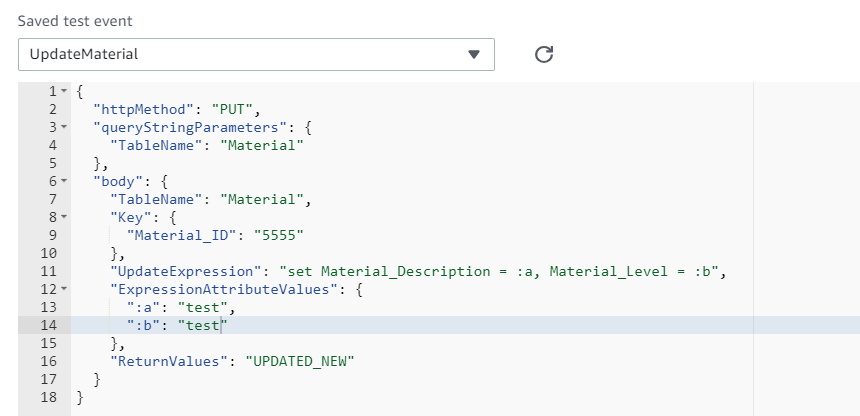 Saved test event
UpdateMaterial
1 {
2 "httpMethod": "PUT",
3 "queryStringParameters": {
4 "TableName": "Material"
5 },
6 "body": {
7 "TableName": "Material",
8 "Key": {
9 "Material_ID": "5555"
10 },
11 "UpdateExpression": "set Material_Description = :a, Material_Level = :b",
12 "ExpressionAttributeValues": {
13 ":a": "test",
14 ":b": "test"
15 },
16 "ReturnValues": "UPDATED_NEW"
17 }
18 }